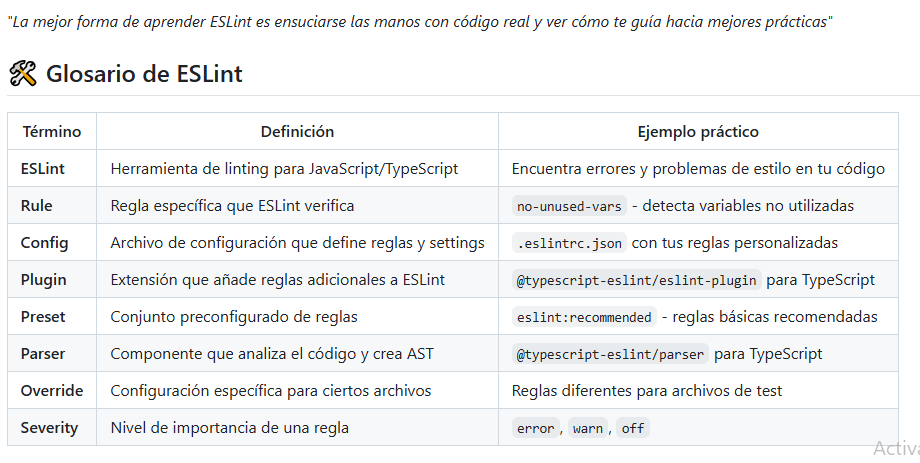 "La mejor forma de aprender ESLint es ensuciarse las manos con código real y ver cómo te guía hacia mejores prácticas"
Glosario de ESLint
Término Definición Ejemplo práctico
ESLint Herramienta de linting para JavaScript/TypeScript Encuentra errores y problemas de estilo en tu código
Rule Regla específica que ESLint verifica no-unused-vars - detecta variables no utilizadas
Config Archivo de configuración que define reglas y settings .eslintrc.json con tus reglas personalizadas
Plugin Extensión que añade reglas adicionales a ESLint @typescript-eslint/eslint-plugin para TypeScript
Preset Conjunto preconfigurado de reglas eslint:recommended - reglas básicas recomendadas
Parser Componente que analiza el código y crea AST @typescript-eslint/parser para TypeScript
Override Configuración específica para ciertos archivos Reglas diferentes para archivos de test
Severity Nivel de importancia de una regla error, warn, off